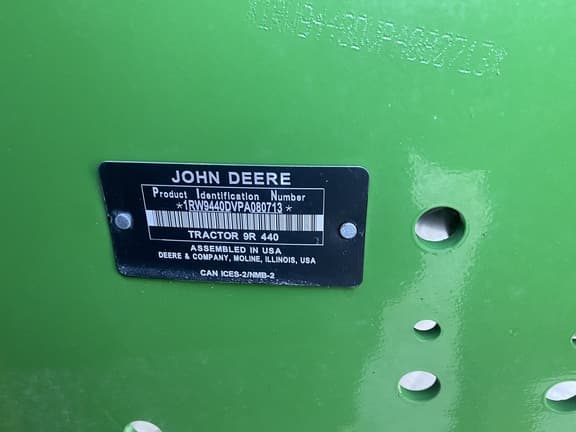 JOHN DEERE
Product Identification Number
*1RW9440DVPA080713*
TRACTOR 9R 440
ASSEMBLED IN USA
DEERE & COMPANY, MOLINE, ILLINOIS, USA
CAN ICES-2/NMB-2